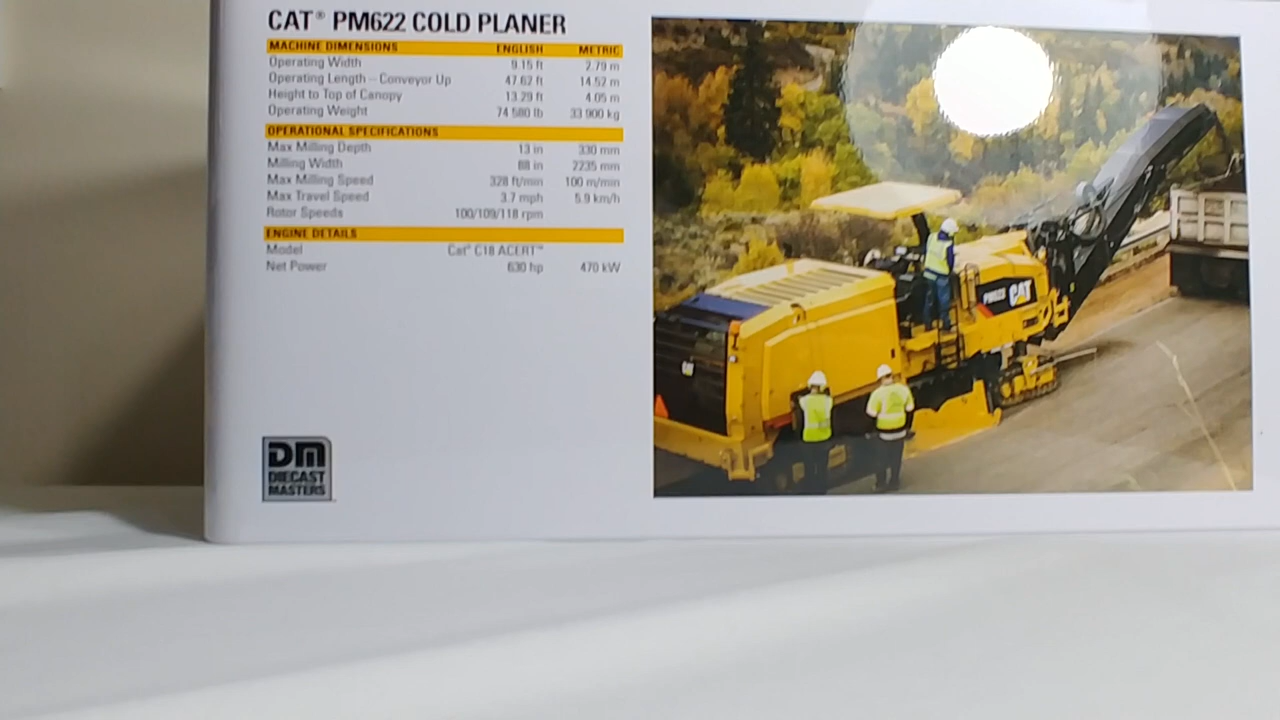 CAT® PM622 COLD PLANER
MACHINE DIMENSIONS ENGLISH METRIC
Operating Width 9.15 ft 2.79 m
Operating Length – Conveyor Up 47.62 ft 14.52 m
Height to Top of Canopy 13.29 ft 4.05 m
Operating Weight 74 580 lb 33 900 kg
OPERATIONAL SPECIFICATIONS
Max Milling Depth 13 in 330 mm
Milling Width 88 in 2235 mm
Max Milling Speed 328 ft/min 100 m/min
Max Travel Speed 3.7 mph 5.9 km/h
Rotor Speeds 100/109/118 rpm
ENGINE DETAILS
Model Cat® C18 ACERT™
Net Power 630 hp 470 kW
DM
DIECAST
MASTERS
PM622 CAT
CAT